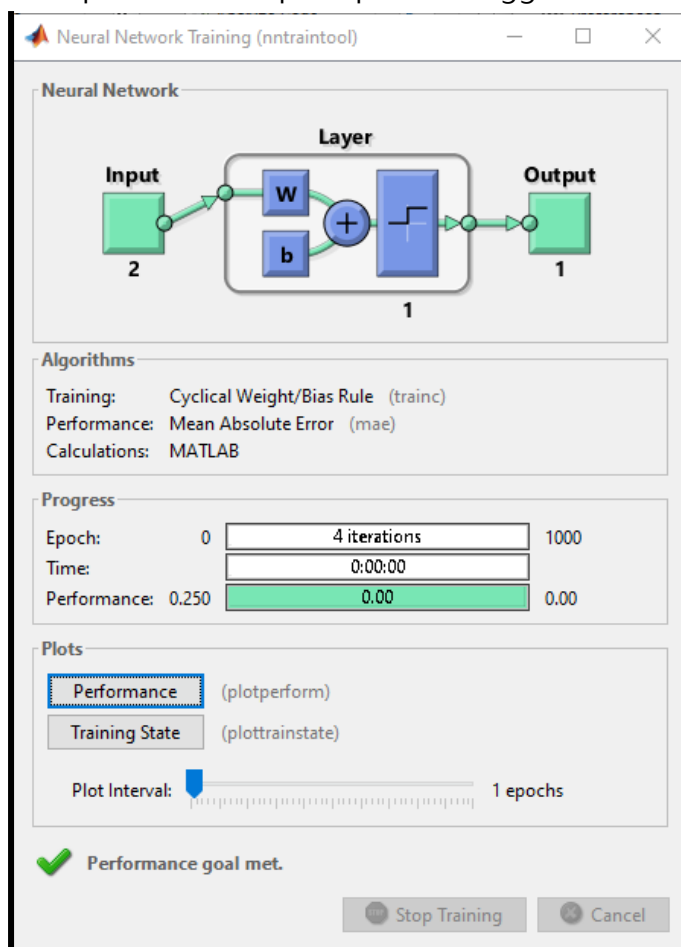 Neural Network Training (nntraintool)
Neural Network
Layer
Input
Output
W
b
+
2
1
1
Algorithms
Training: Cyclical Weight/Bias Rule (trainc)
Performance: Mean Absolute Error (mae)
Calculations: MATLAB
Progress
Epoch: 0 4 iterations 1000
Time: 0:00:00
Performance: 0.250 0.00 0.00
Plots
Performance (plotperform)
Training State (plottrainstate)
Plot Interval: 1 epochs
Performance goal met.
Stop Training Cancel